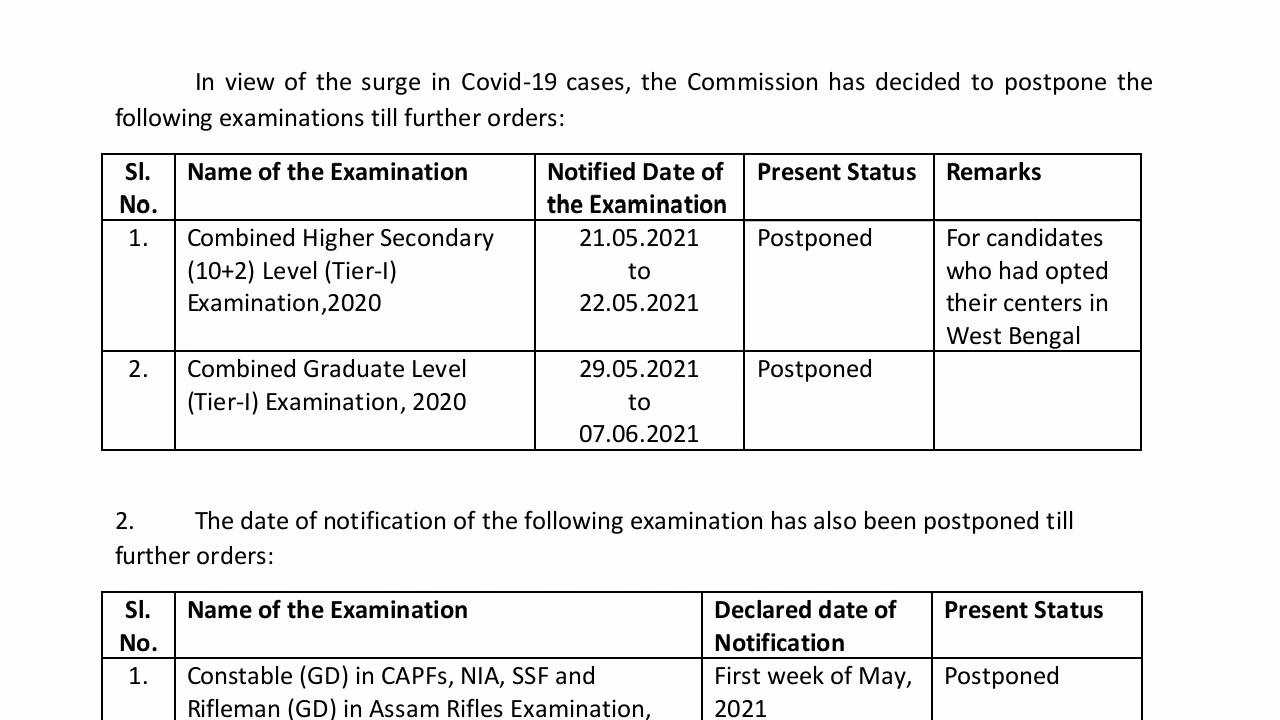 In view of the surge in Covid-19 cases, the Commission has decided to postpone the
following examinations till further orders:
Sl. No. Name of the Examination Notified Date of the Examination Present Status Remarks
1. Combined Higher Secondary (10+2) Level (Tier-I) Examination,2020 21.05.2021 to 22.05.2021 Postponed For candidates who had opted their centers in West Bengal
2. Combined Graduate Level (Tier-I) Examination, 2020 29.05.2021 to 07.06.2021 Postponed
2. The date of notification of the following examination has also been postponed till
further orders:
Sl. No. Name of the Examination Declared date of Notification Present Status
1. Constable (GD) in CAPFs, NIA, SSF and Rifleman (GD) in Assam Rifles Examination, First week of May, 2021 Postponed